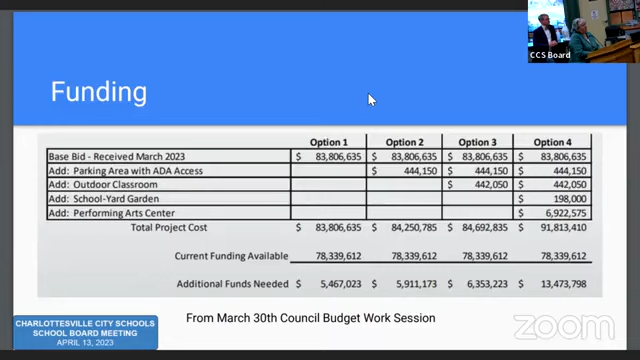 CCS Board
Funding
Option 1 Option 2 Option 3 Option 4
Base Bid - Received March 2023 $ 83,806,635 $ 83,806,635 $ 83,806,635 $ 83,806,635
Add: Parking Area with ADA Access $ 444,150 $ 444,150 $ 444,150
Add: Outdoor Classroom $ 442,050 $ 442,050
Add: School-Yard Garden $ 198,000
Add: Performing Arts Center $ 6,922,575
Total Project Cost $ 83,806,635 $ 84,250,785 $ 84,692,835 $ 91,813,410
Current Funding Available 78,339,612 78,339,612 78,339,612 78,339,612
Additional Funds Needed $ 5,467,023 $ 5,911,173 $ 6,353,223 $ 13,473,798
From March 30th Council Budget Work Session
CHARLOTTESVILLE CITY SCHOOLS
SCHOOL BOARD MEETING
APRIL 13, 2023
zoom